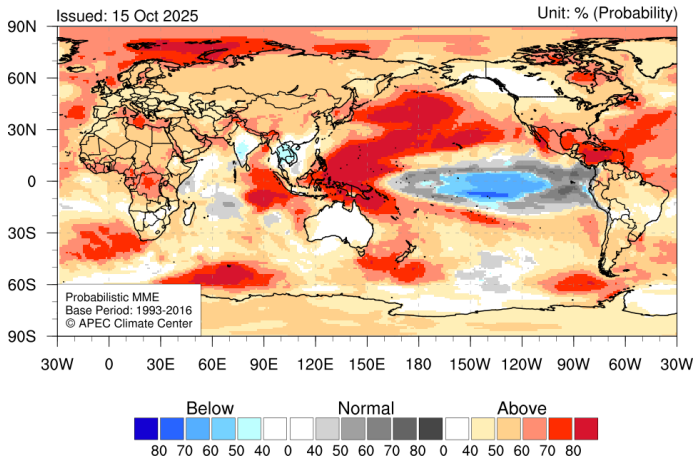 Issued: 15 Oct 2025
Unit: % (Probability)
90N
60N
30N
0
30S
60S
90S
Probabilistic MME
Base Period: 1993-2016
© APEC Climate Center
30W 0 30E 60E 90E 120E 150E 180 150W 120W 90W 60W 30W
Below Normal Above
80 70 60 50 40 0 40 50 60 70 80 0 40 50 60 70 80